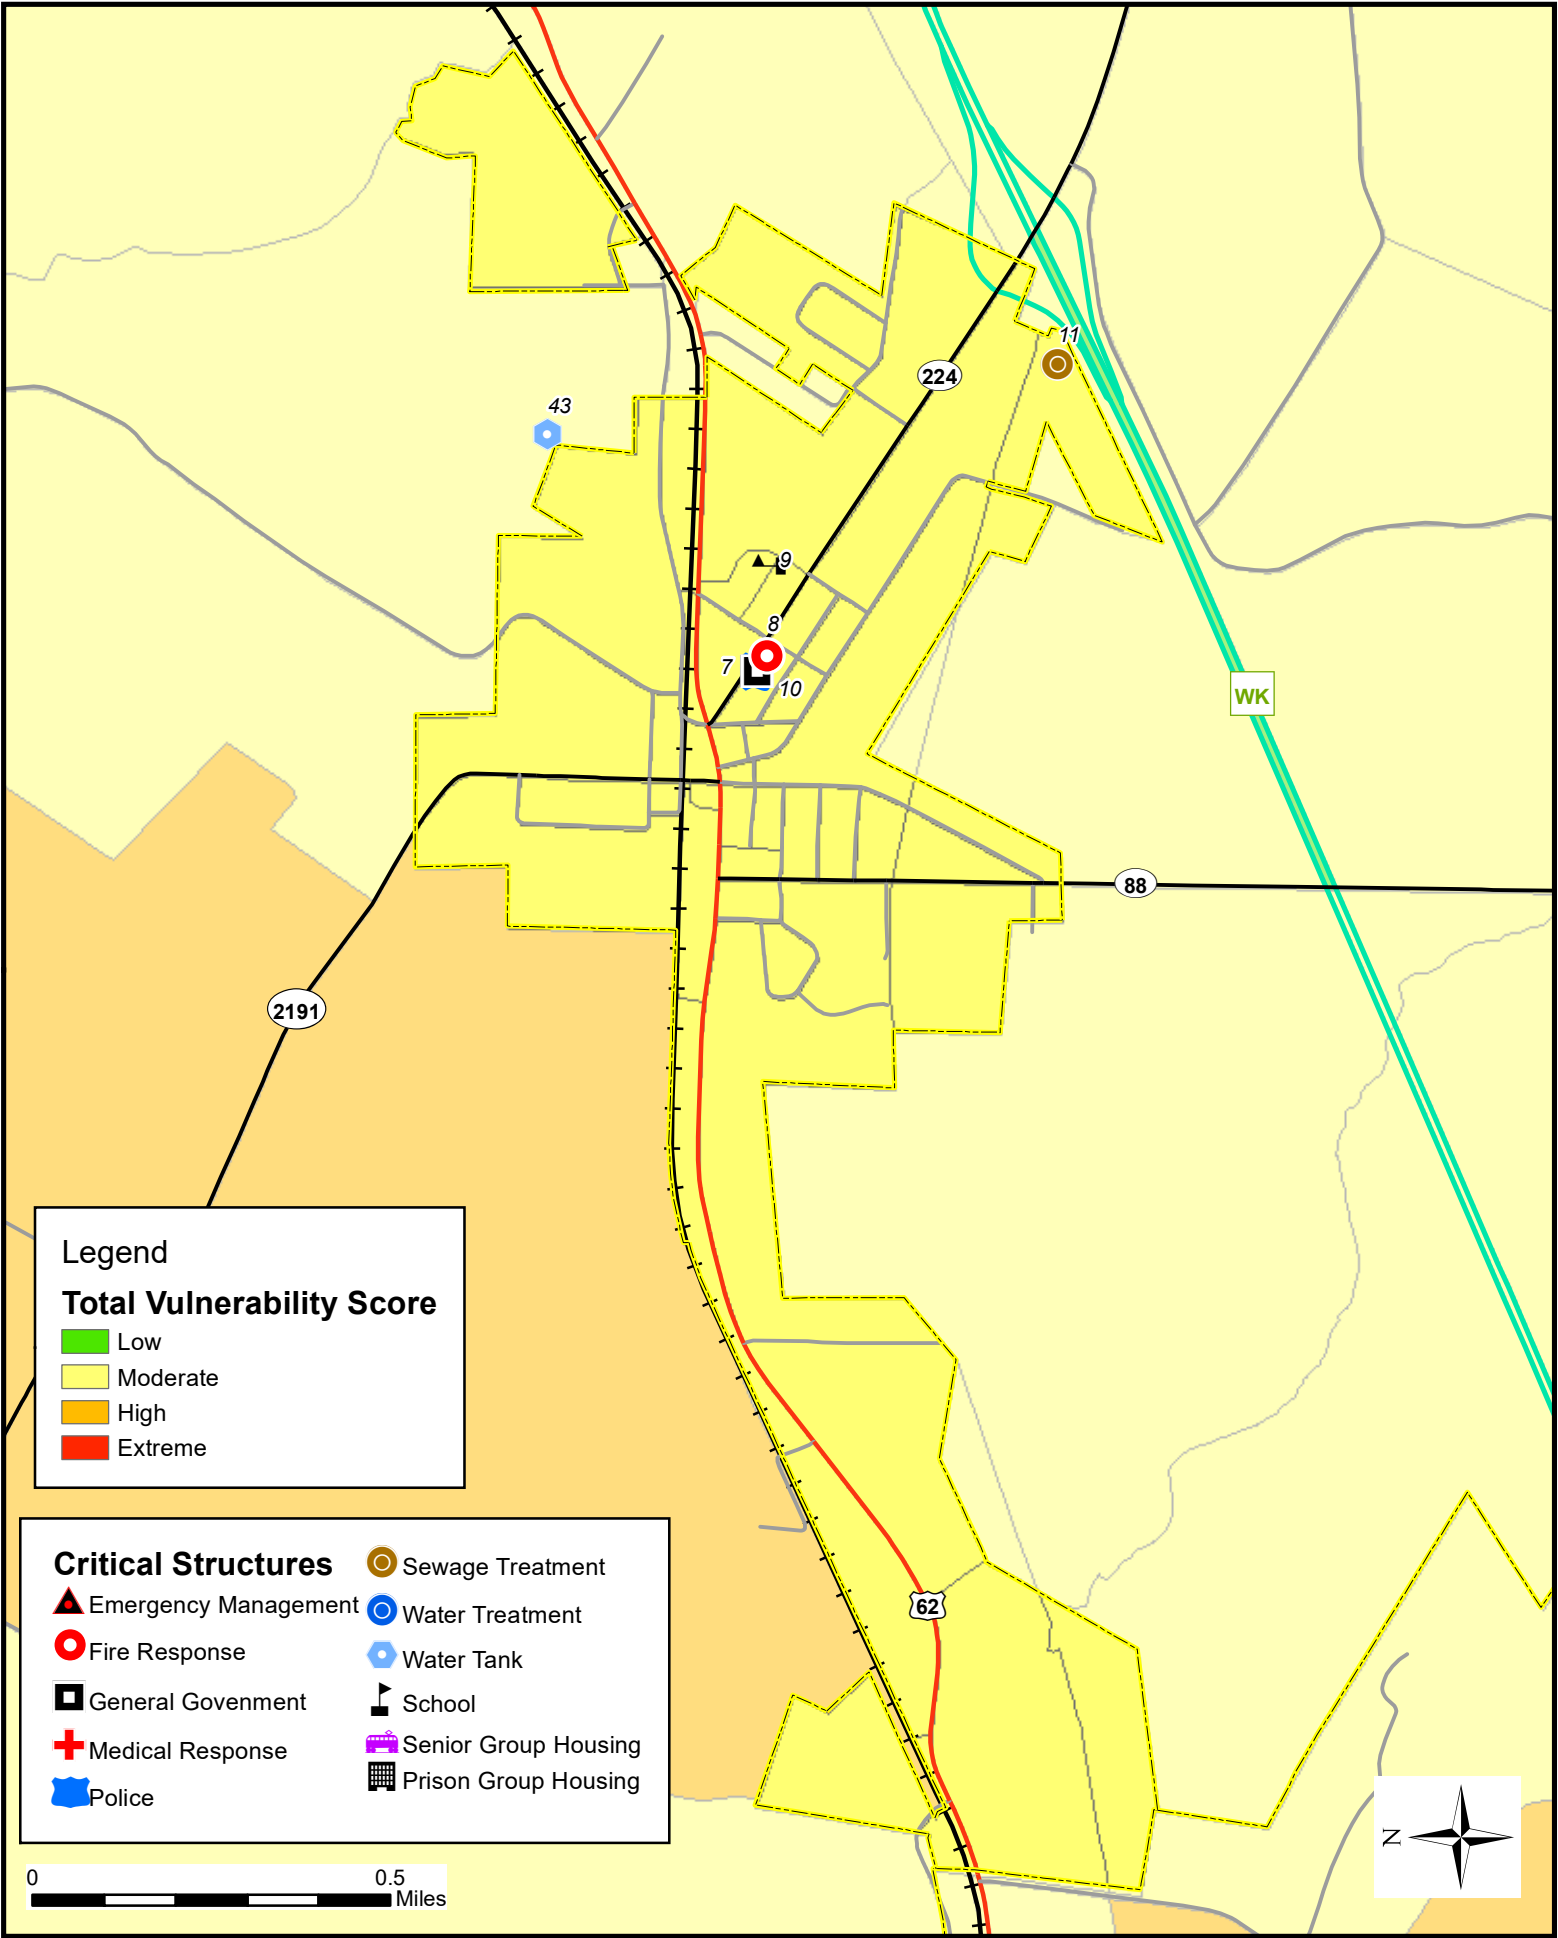 11
224
43
9
8
7
10
WK
88
2191
Legend
Total Vulnerability Score
Low
Moderate
High
Extreme
Critical Structures
Emergency Management
Fire Response
General Govenment
Medical Response
Police
Sewage Treatment
Water Treatment
Water Tank
School
Senior Group Housing
Prison Group Housing
62
N
0 0.5
Miles